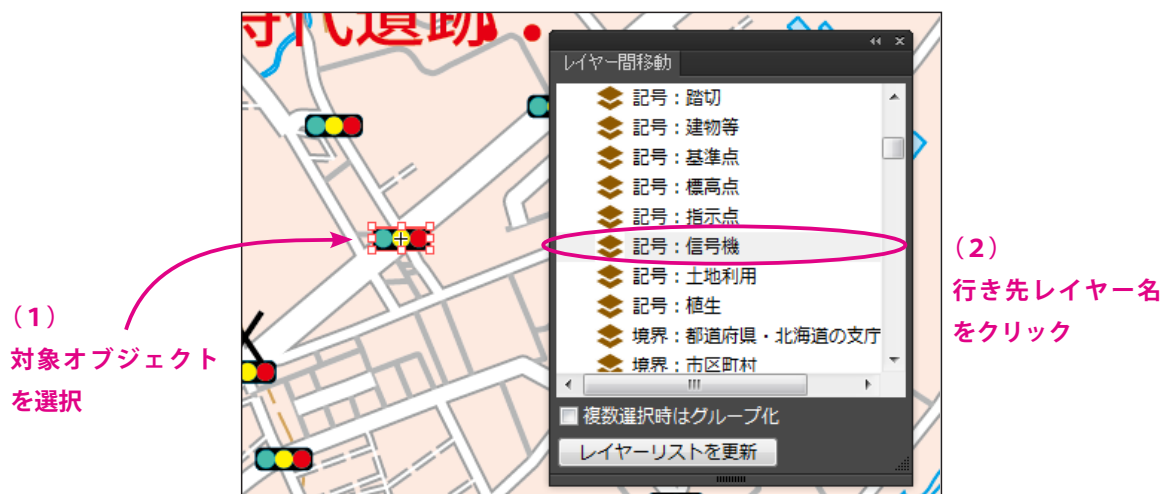 時代遺跡
レイヤー間移動
記号：踏切
記号：建物等
記号：基準点
記号：標高点
記号：指示点
記号：信号機
記号：土地利用
記号：植生
境界：都道府県・北海道の支庁
境界：市区町村
複数選択時はグループ化
レイヤーリストを更新
（1）
対象オブジェクト
を選択
（2）
行き先レイヤー名
をクリック